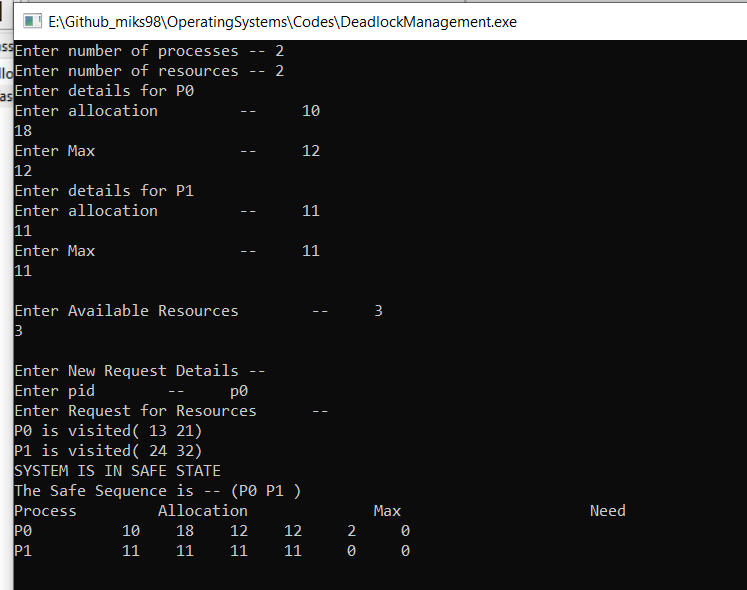 E:\Github_miks98\OperatingSystems\Codes\DeadlockManagement.exe
Enter number of processes -- 2
Enter number of resources -- 2
Enter details for P0
Enter allocation         --     10
18
Enter Max                --     12
12
Enter details for P1
Enter allocation         --     11
11
Enter Max                --     11
11
Enter Available Resources        --     3
3
Enter New Request Details --
Enter pid        --     p0
Enter Request for Resources      --
P0 is visited( 13 21)
P1 is visited( 24 32)
SYSTEM IS IN SAFE STATE
The Safe Sequence is -- (P0 P1 )
Process         Allocation              Max                     Need
P0          10    18    12    12     2     0
P1          11    11    11    11     0     0